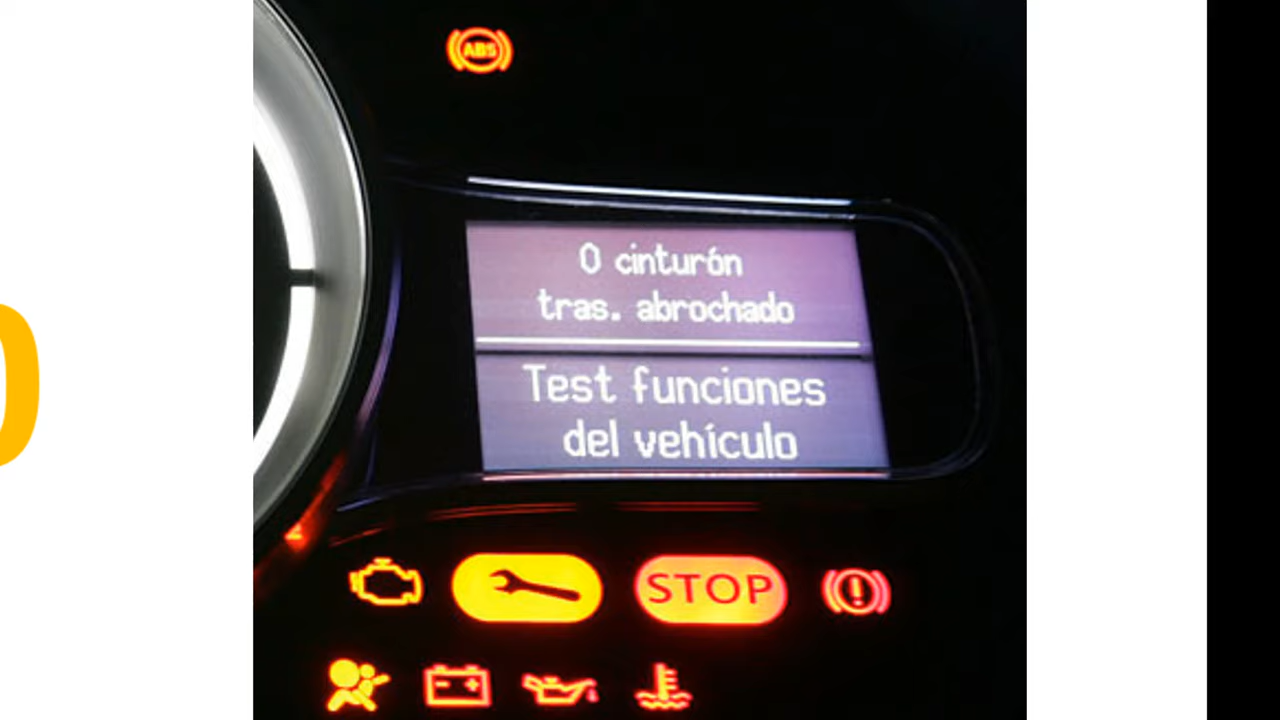 ABS
0 cinturón
tras. abrochado
Test funciones
del vehículo
STOP